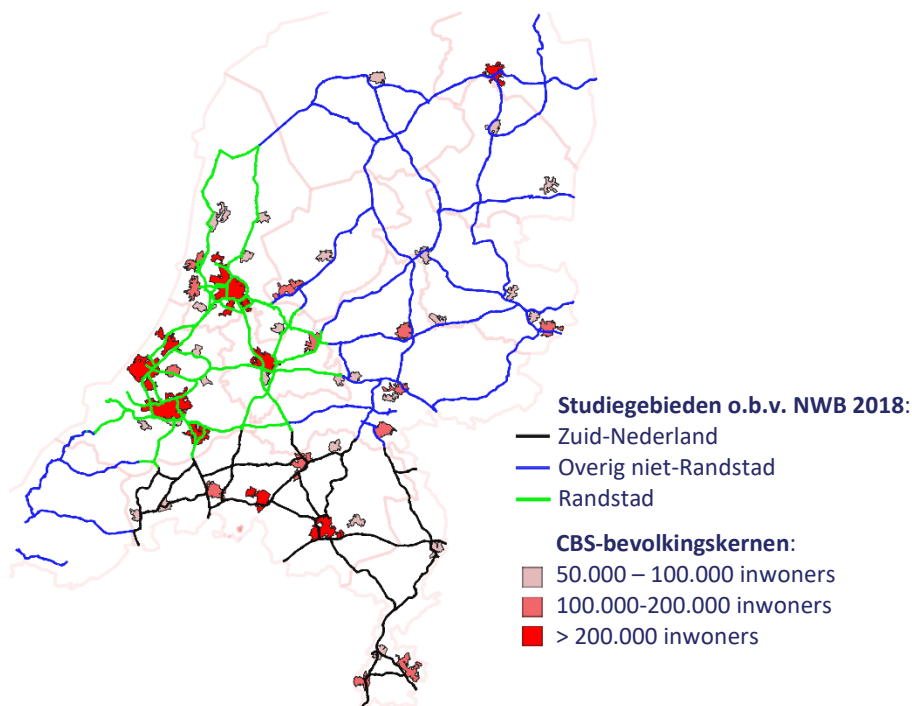 Studiegebieden o.b.v. NWB 2018:
Zuid-Nederland
Overig niet-Randstad
Randstad
CBS-bevolkingskernen:
50.000 – 100.000 inwoners
100.000-200.000 inwoners
> 200.000 inwoners